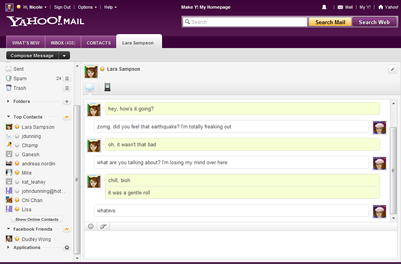 Hi, Nicole
Sign Out
Options
Help
Make Y! My Homepage
Mail
My Y!
Yahoo!
YAHOO! MAIL
Search
Search Mail
Search Web
WHAT'S NEW
INBOX (402)
CONTACTS
Lara Sampson
Compose Message
Sent
Spam
24
Trash
Folders
Top Contacts
Lara Sampson
jdunning
Champ
Ganesh
andreas.nordin
Mike
kat_leahey
johndunning@hot...
Chi Chan
Lisa
Show Online Contacts
Facebook Friends
Dudley Wong
Applications
Lara Sampson
hey, how's it going?
zomg, did you feel that earthquake? I'm totally freaking out
oh, it wasn't that bad
what are you talking about? I'm losing my mind over here
chill, bish
it was a gentle roll
whatevs